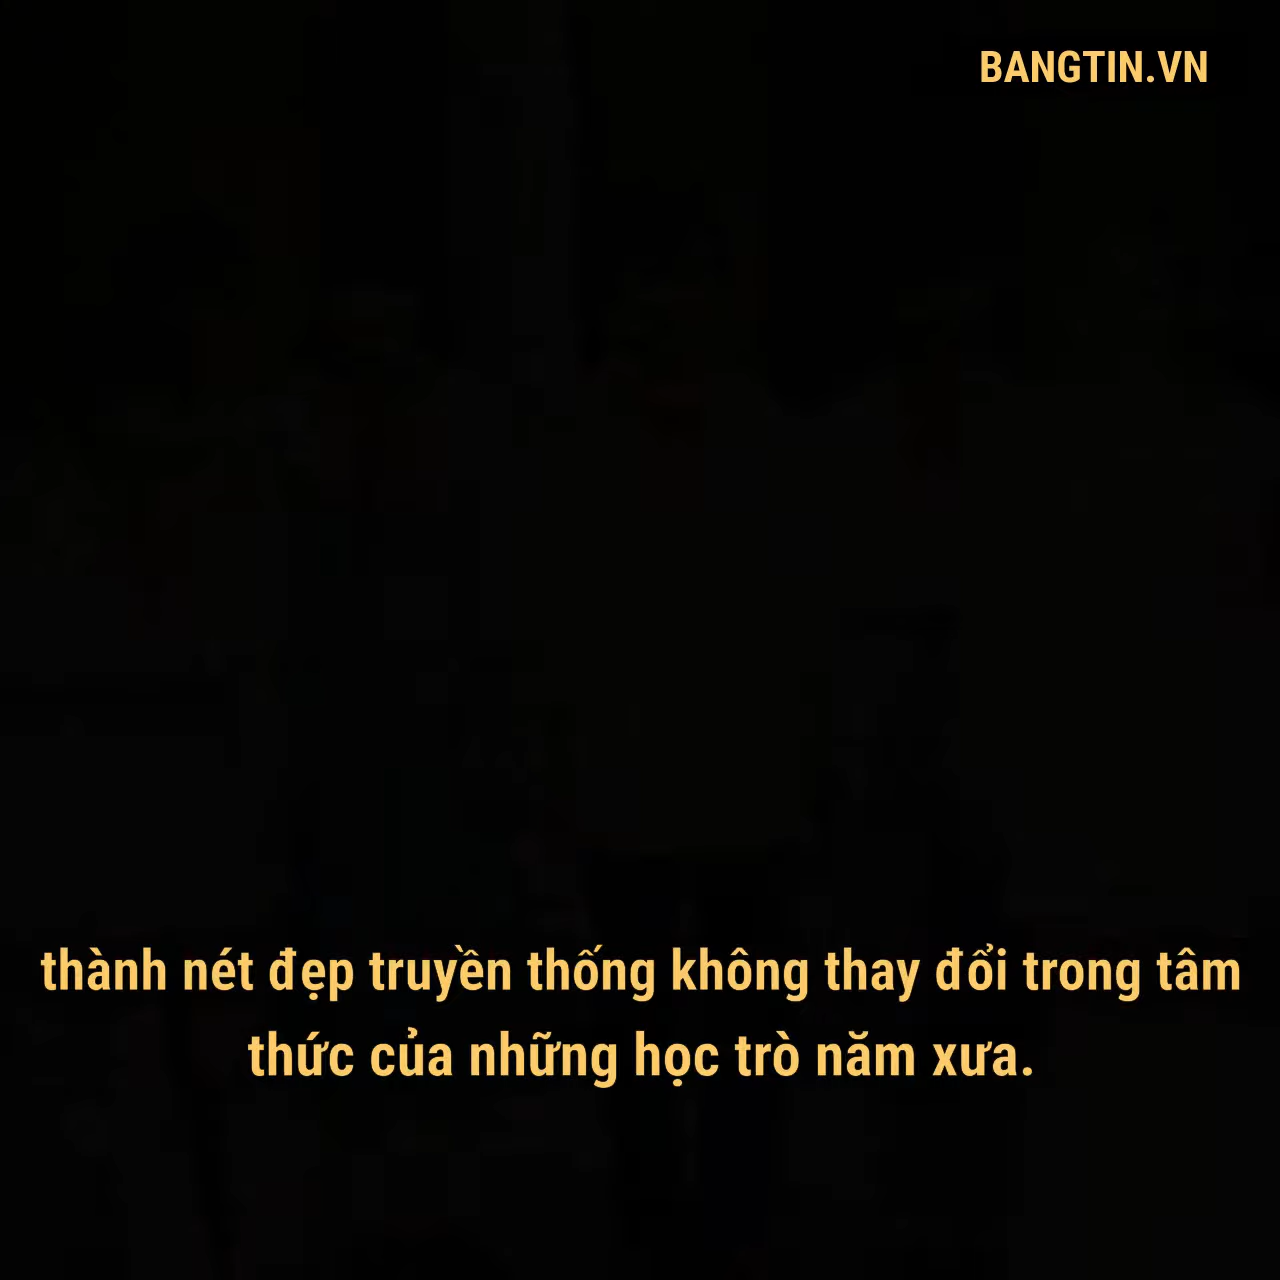 BANGTIN.VN
thành nét đẹp truyền thống không thay đổi trong tâm
thức của những học trò năm xưa.